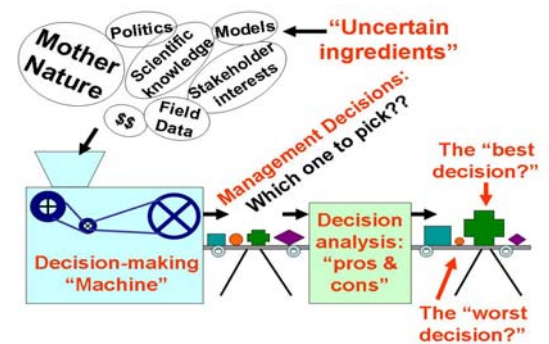 Politics
Models
"Uncertain
ingredients"
Mother
Nature
Scientific
knowledge
Stakeholder
interests
$$
Field
Data
Management Decisions:
Which one to pick??
Decision-making
"Machine"
Decision
analysis:
"pros &
cons"
The "best
decision?"
The "worst
decision?"